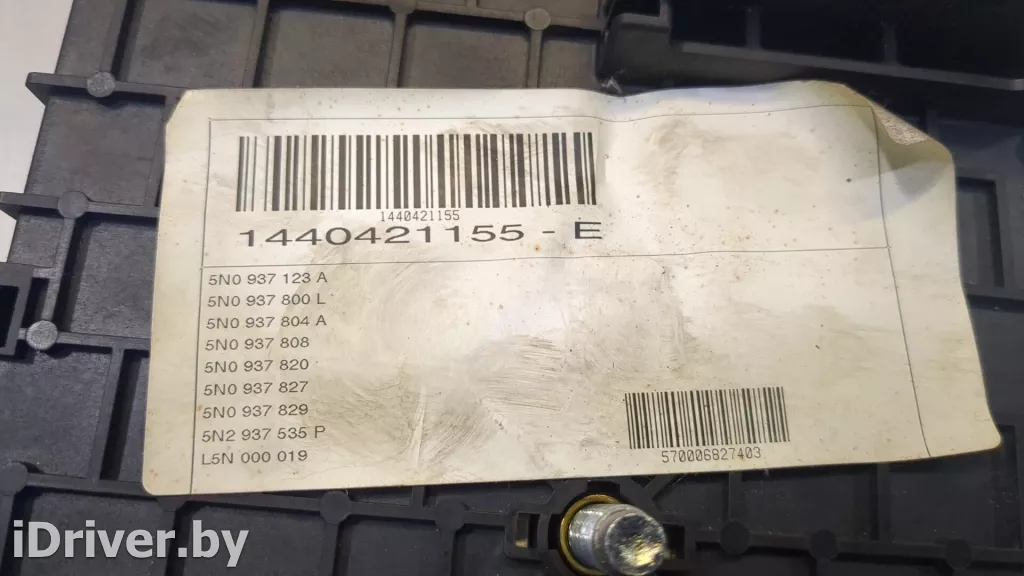 1440421155
1440421155 - E
5N0 937 123 A
5N0 937 800 L
5N0 937 804 A
5N0 937 808
5N0 937 820
5N0 937 827
5N0 937 829
5N2 937 535 P
L5N 000 019
570006827403
iDriver.by